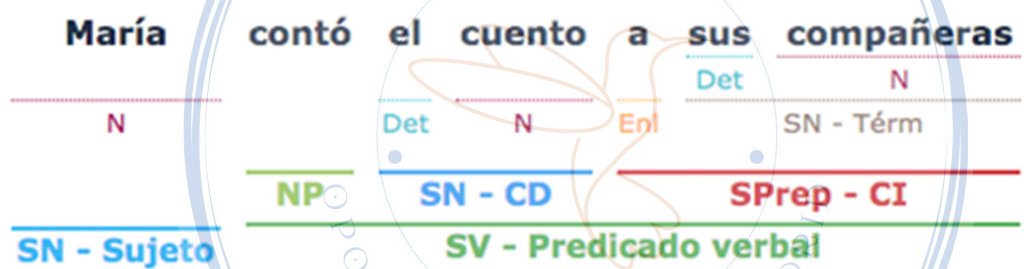 María contó el cuento a sus compañeras
Det N
N Det N Enl SN - Térm
NP SN - CD SPrep - CI
SN - Sujeto SV - Predicado verbal